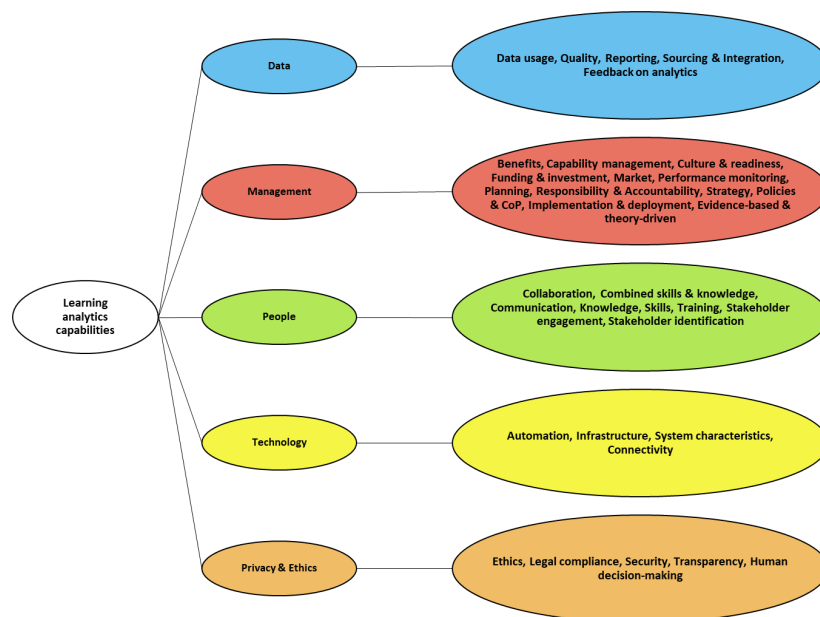 Data
Data usage, Quality, Reporting, Sourcing & Integration,
Feedback on analytics
Management
Benefits, Capability management, Culture & readiness,
Funding & investment, Market, Performance monitoring,
Planning, Responsibility & Accountability, Strategy, Policies
& CoP, Implementation & deployment, Evidence-based &
theory-driven
Learning
analytics
capabilities
People
Collaboration, Combined skills & knowledge,
Communication, Knowledge, Skills, Training, Stakeholder
engagement, Stakeholder identification
Technology
Automation, Infrastructure, System characteristics,
Connectivity
Privacy & Ethics
Ethics, Legal compliance, Security, Transparency, Human
decision-making